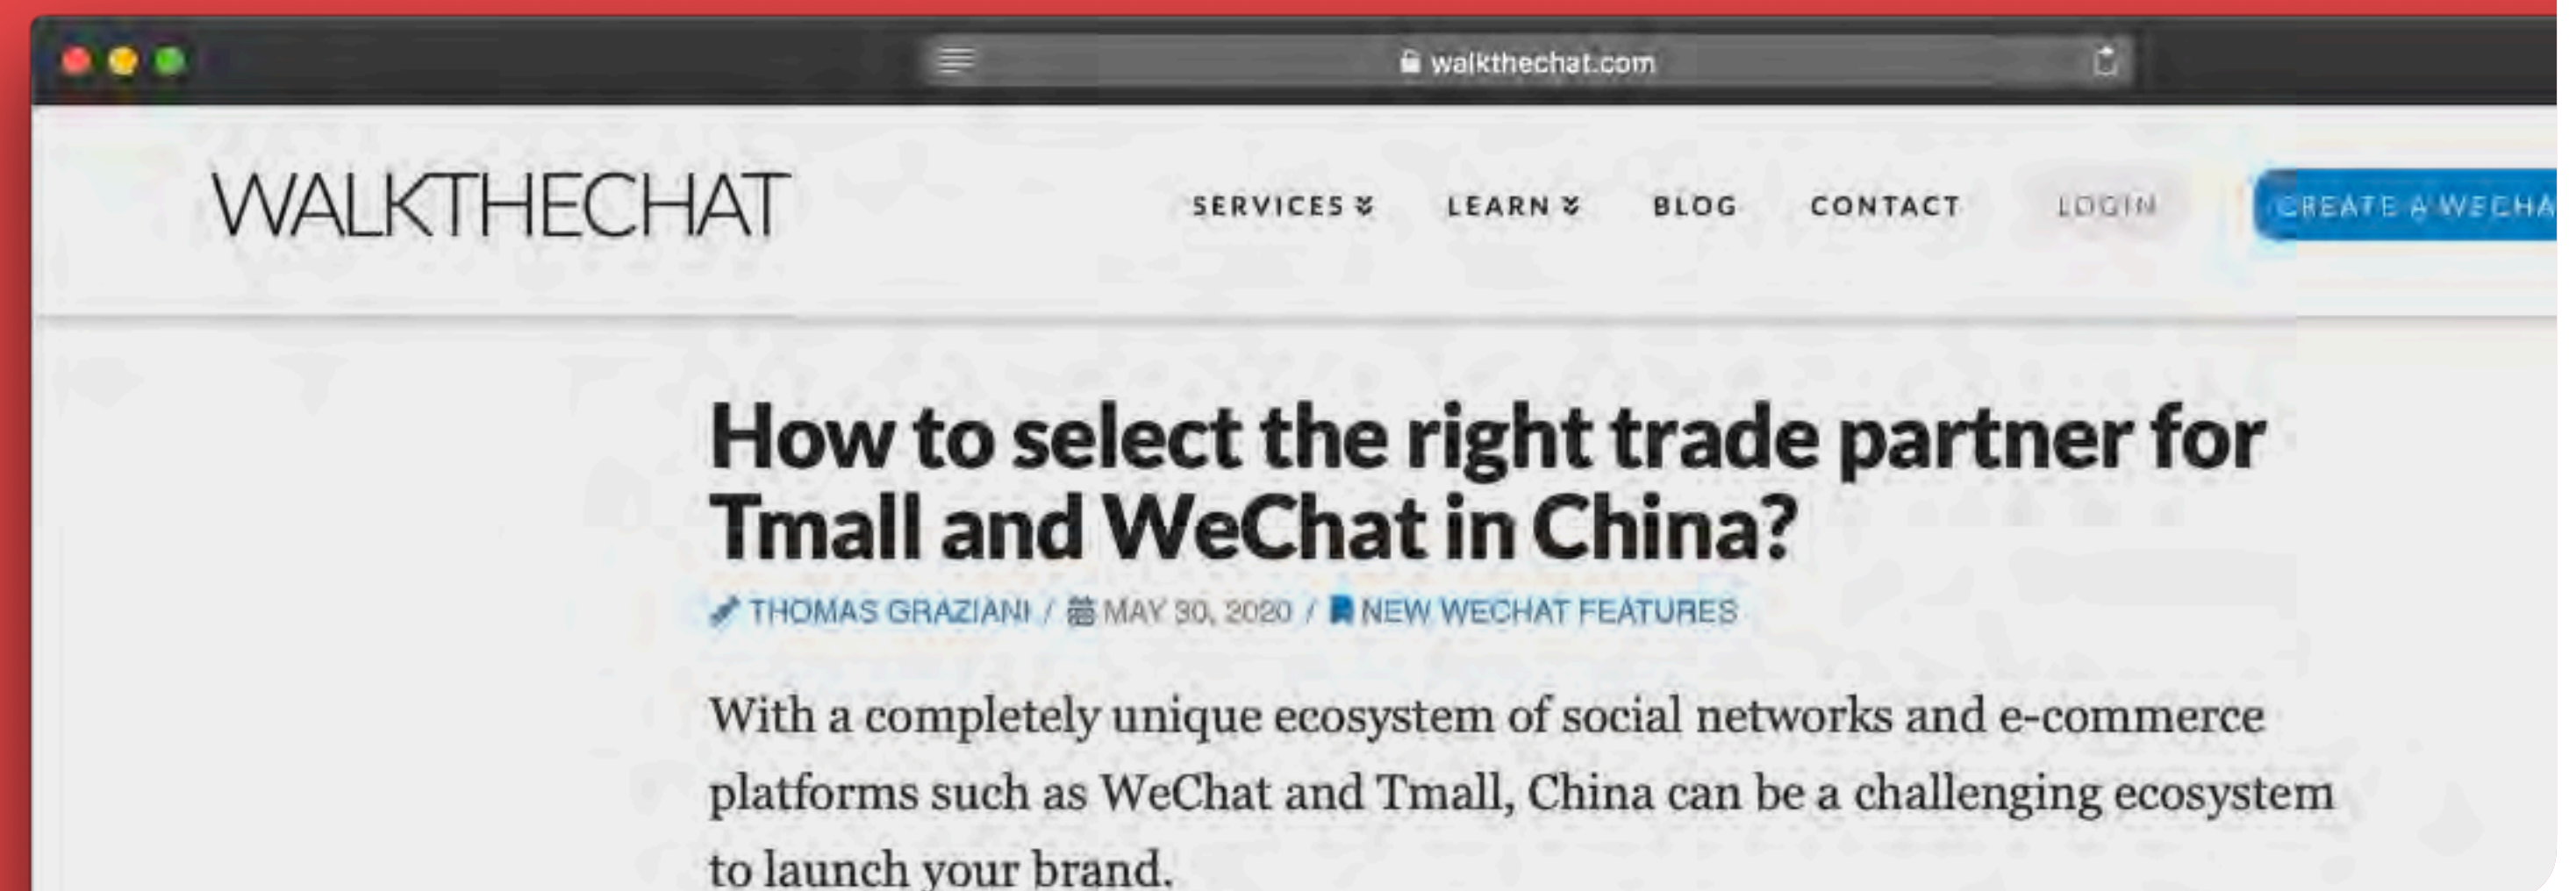 walkthechat.com
WALKTHECHAT
SERVICES LEARN BLOG CONTACT LOGIN CREATE A WECHA
How to select the right trade partner for
Tmall and WeChat in China?
THOMAS GRAZIANI / MAY 30, 2020 / NEW WECHAT FEATURES
With a completely unique ecosystem of social networks and e-commerce
platforms such as WeChat and Tmall, China can be a challenging ecosystem
to launch your brand.